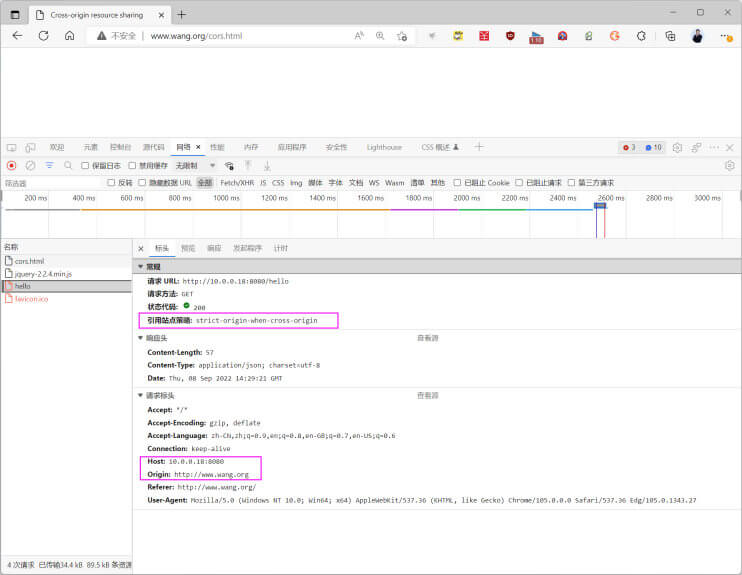 Cross-origin resource sharing
不安全 www.wang.org/cors.html
1.10
欢迎 元素 控制台 源代码 网络 性能 内存 应用程序 安全性 Lighthouse CSS 概述 3 10
保留日志 禁用缓存 无限制
筛选器 反转 隐藏数据 URL 全部 Fetch/XHR JS CSS Img 媒体 字体 文档 WS Wasm 清单 其他 已阻止 Cookie 已阻止请求 第三方请求
200 ms 400 ms 600 ms 800 ms 1000 ms 1200 ms 1400 ms 1600 ms 1800 ms 2000 ms 2200 ms 2400 ms 2600 ms 2800 ms 3000 ms
名称
cors.html
jquery-2.2.4.min.js
hello
favicon.ico
标头 预览 响应 发起程序 计时
常规
请求 URL: http://10.0.0.18:8080/hello
请求方法: GET
状态代码: 200
引用站点策略: strict-origin-when-cross-origin
响应头 查看源
Content-Length: 57
Content-Type: application/json; charset=utf-8
Date: Thu, 08 Sep 2022 14:29:21 GMT
请求标头 查看源
Accept: */*
Accept-Encoding: gzip, deflate
Accept-Language: zh-CN,zh;q=0.9,en;q=0.8,en-GB;q=0.7,en-US;q=0.6
Connection: keep-alive
Host: 10.0.0.18:8080
Origin: http://www.wang.org
Referer: http://www.wang.org/
User-Agent: Mozilla/5.0 (Windows NT 10.0; Win64; x64) AppleWebKit/537.36 (KHTML, like Gecko) Chrome/105.0.0.0 Safari/537.36 Edg/105.0.1343.27
4 次请求 已传输34.4 kB 89.5 kB 条资源